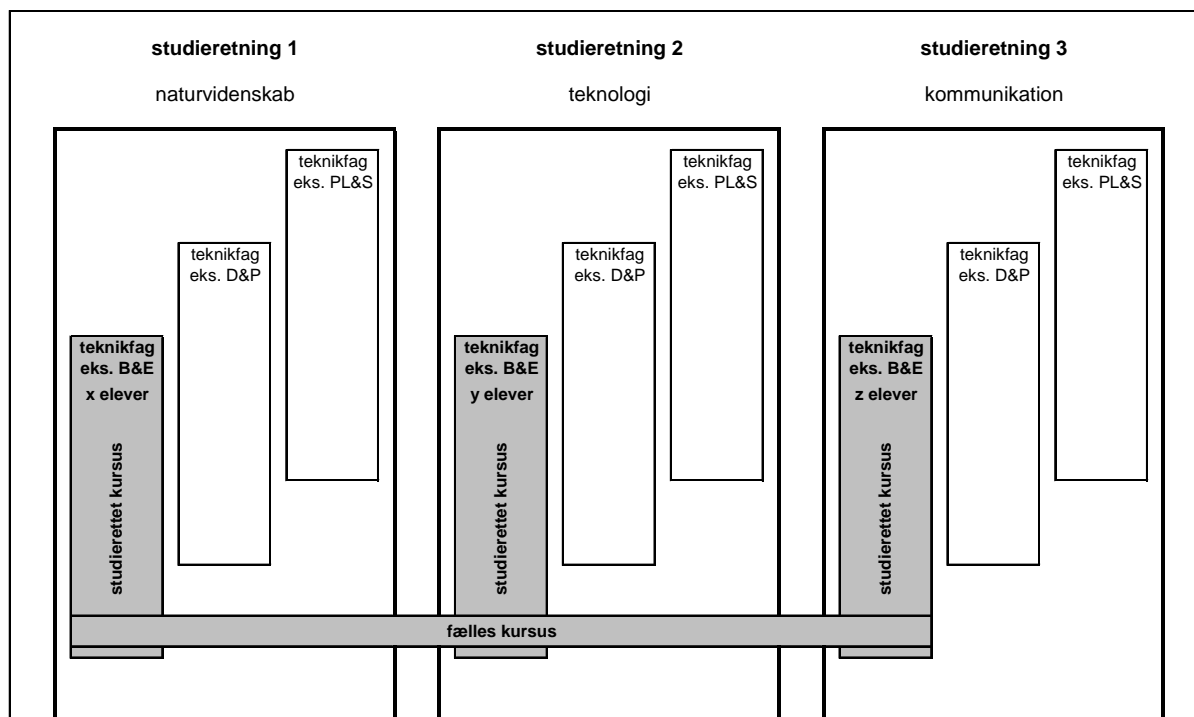 studieretning 1
naturvidenskab
teknikfag
eks. PL&S
teknikfag
eks. D&P
teknikfag
eks. B&E
x elever
studierettet kursus
studieretning 2
teknologi
teknikfag
eks. PL&S
teknikfag
eks. D&P
teknikfag
eks. B&E
y elever
studierettet kursus
studieretning 3
kommunikation
teknikfag
eks. PL&S
teknikfag
eks. D&P
teknikfag
eks. B&E
z elever
studierettet kursus
fælles kursus